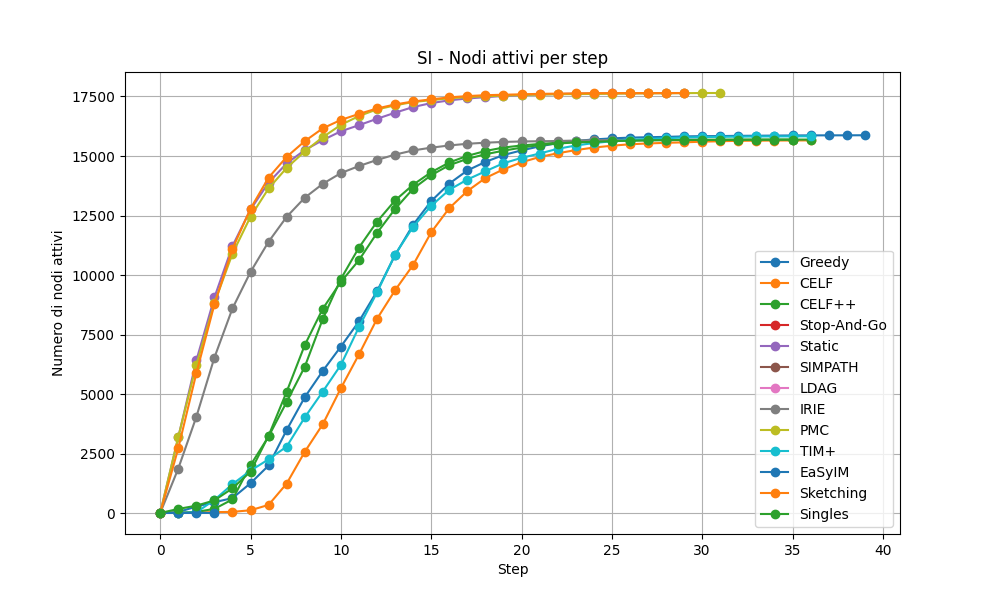 SI - Nodi attivi per step
Numero di nodi attivi
17500
15000
12500
10000
7500
5000
2500
0
0 5 10 15 20 25 30 35 40
Step
Greedy
CELF
CELF++
Stop-And-Go
Static
SIMPATH
LDAG
IRIE
PMC
TIM+
EaSyIM
Sketching
Singles